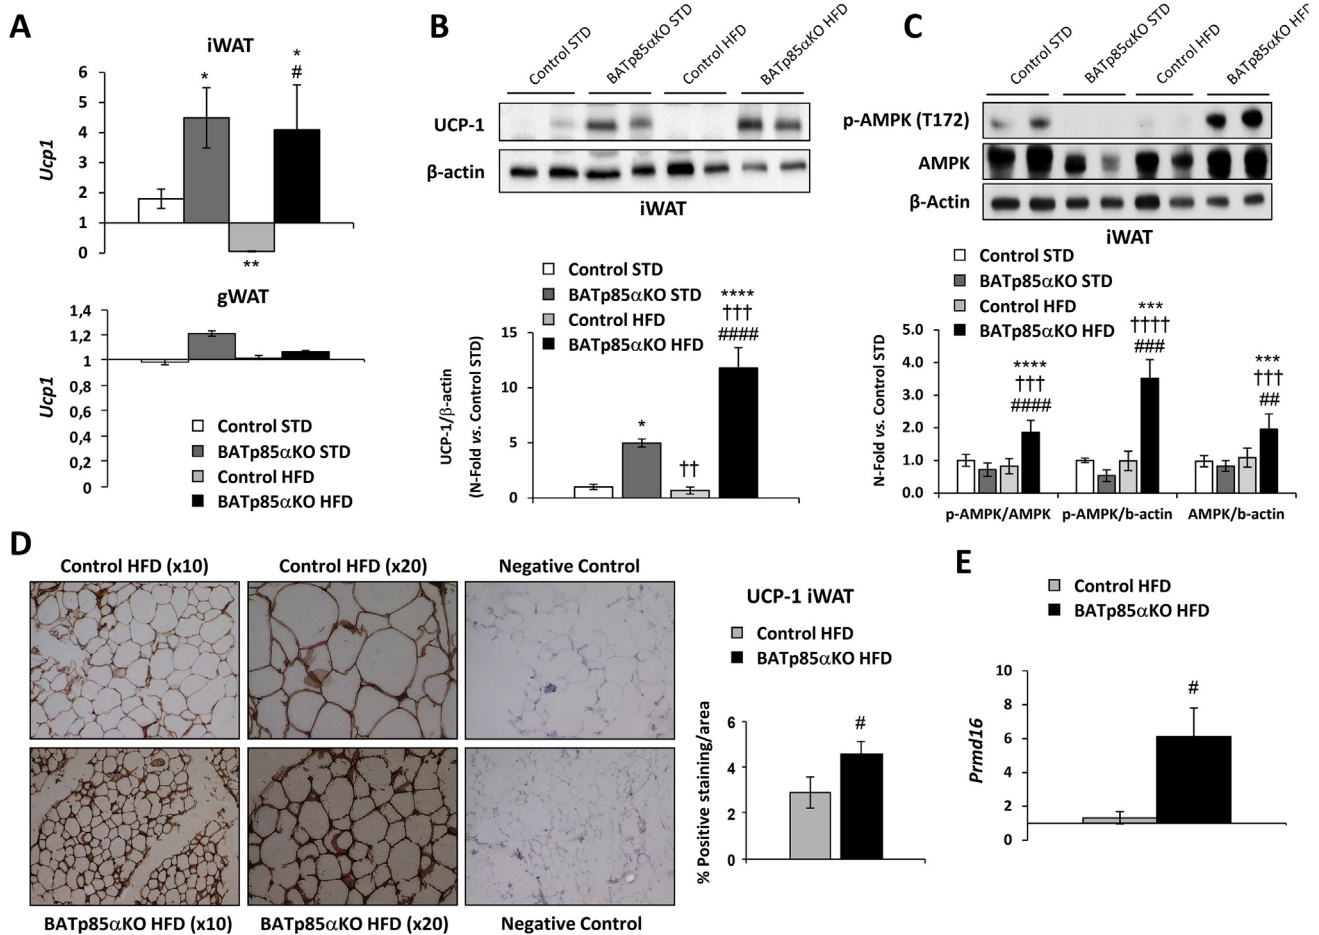 A
iWAT
*
*
#
**
6
5
4
3
2
1
0
Ucp1
gWAT
1,4
1,2
1
0,8
0,6
0,4
0,2
0
Ucp1
Control STD
BATp85αKO STD
Control HFD
BATp85αKO HFD
B
Control STD
BATp85αKO STD
Control HFD
BATp85αKO HFD
UCP-1
β-actin
iWAT
Control STD
BATp85αKO STD
Control HFD
BATp85αKO HFD
****
†††
####
*
††
15
10
5
0
UCP-1/β-actin
(N-Fold vs. Control STD)
C
Control STD
BATp85αKO STD
Control HFD
BATp85αKO HFD
p-AMPK (T172)
AMPK
β-Actin
iWAT
Control STD
BATp85αKO STD
Control HFD
BATp85αKO HFD
****
†††
####
***
††††
###
***
†††
##
5.0
4.0
3.0
2.0
1.0
0.0
N-Fold vs. Control STD
p-AMPK/AMPK
p-AMPK/b-actin
AMPK/b-actin
D
Control HFD (x10)
Control HFD (x20)
Negative Control
BATp85αKO HFD (x10)
BATp85αKO HFD (x20)
Negative Control
UCP-1 iWAT
Control HFD
BATp85αKO HFD
#
6
4
2
0
% Positive staining/area
E
Control HFD
BATp85αKO HFD
#
10
8
6
4
2
0
Prmd16